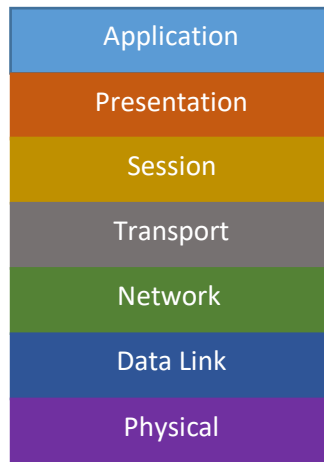 Application
Presentation
Session
Transport
Network
Data Link
Physical